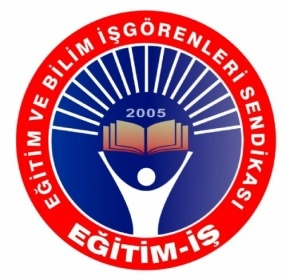 EĞİTİM VE BİLİM İŞGÖRENLERİ SENDİKASI
2005
EĞİTİM-İŞ